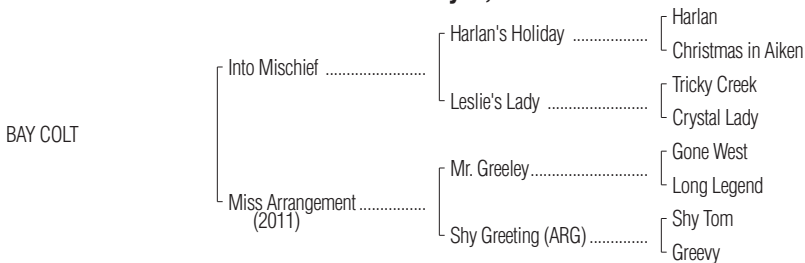 Harlan
Harlan's Holiday ..................
Christmas in Aiken
Into Mischief ........................
Tricky Creek
Leslie's Lady ........................
Crystal Lady
BAY COLT
Gone West
Mr. Greeley............................
Long Legend
Miss Arrangement ................
(2011)
Shy Tom
Shy Greeting (ARG) ..............
Greevy